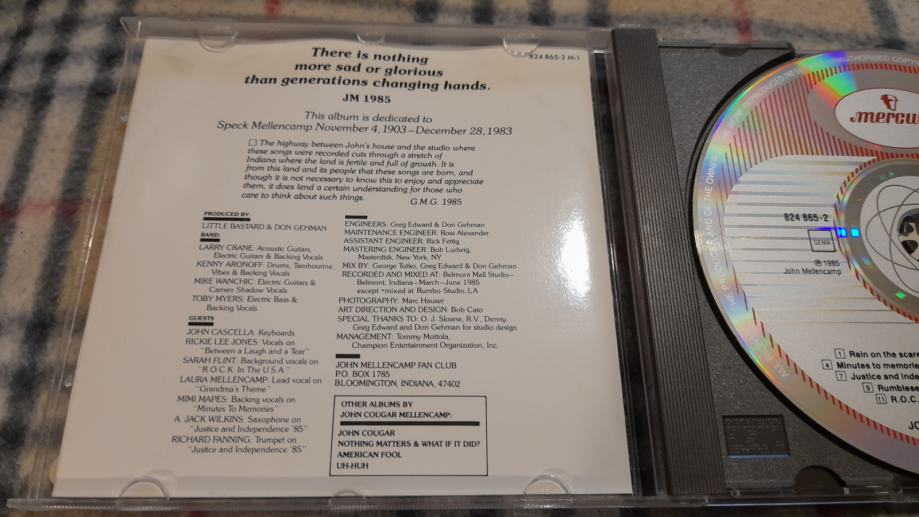 There is nothing
more sad or glorious
than generations changing hands.
JM 1985
824 865-2 M-1
This album is dedicated to
Speck Mellencamp November 4, 1903–December 28, 1983
☐ The highway between John's house and the studio where
these songs were recorded cuts through a stretch of
Indiana where the land is fertile and full of growth. It is
from this land and its people that these songs are born, and
though it is not necessary to know this to enjoy and appreciate
them, it does lend a certain understanding for those who
care to think about such things.
G.M.G. 1985
PRODUCED BY:
LITTLE BASTARD & DON GEHMAN
BAND:
LARRY CRANE: Acoustic Guitars,
Electric Guitars & Backing Vocals
KENNY ARONOFF: Drums, Tambourine,
Vibes & Backing Vocals
MIKE WANCHIC: Electric Guitars &
Cameo Shadow Vocals
TOBY MYERS: Electric Bass &
Backing Vocals
GUESTS
JOHN CASCELLA: Keyboards
RICKIE LEE JONES: Vocals on
"Between a Laugh and a Tear"
SARAH FLINT: Background vocals on
"R.O.C.K. In The U.S.A."
LAURA MELLENCAMP: Lead vocal on
"Grandma's Theme"
MIMI MAPES: Backing vocals on
"Minutes To Memories"
A. JACK WILKINS: Saxophone on
"Justice and Independence '85"
RICHARD FANNING: Trumpet on
"Justice and Independence '85"
ENGINEERS: Greg Edward & Don Gehman
MAINTENANCE ENGINEER: Ross Alexander
ASSISTANT ENGINEER: Rick Fettig
MASTERING ENGINEER: Bob Ludwig,
Masterdisk, New York, NY
MIX BY: George Tutko, Greg Edward & Don Gehman
RECORDED AND MIXED AT: Belmont Mall Studio–
Belmont, Indiana–March–June 1985
except *mixed at Rumbo Studio, LA
PHOTOGRAPHY: Marc Hauser
ART DIRECTION AND DESIGN: Bob Cato
SPECIAL THANKS TO: O. J. Sloane, R.V., Denny,
Greg Edward and Don Gehman for studio design
MANAGEMENT: Tommy Mottola,
Champion Entertainment Organization, Inc.
JOHN MELLENCAMP FAN CLUB
P.O. BOX 1785
BLOOMINGTON, INDIANA, 47402
OTHER ALBUMS BY
JOHN COUGAR MELLENCAMP:
JOHN COUGAR
NOTHING MATTERS & WHAT IF IT DID?
AMERICAN FOOL
UH-HUH
824 865-2
GEMA
℗ 1985
John Mellencamp
1 Rain on the
4 Minutes to
7 Justice and
9
11 R.O.C.